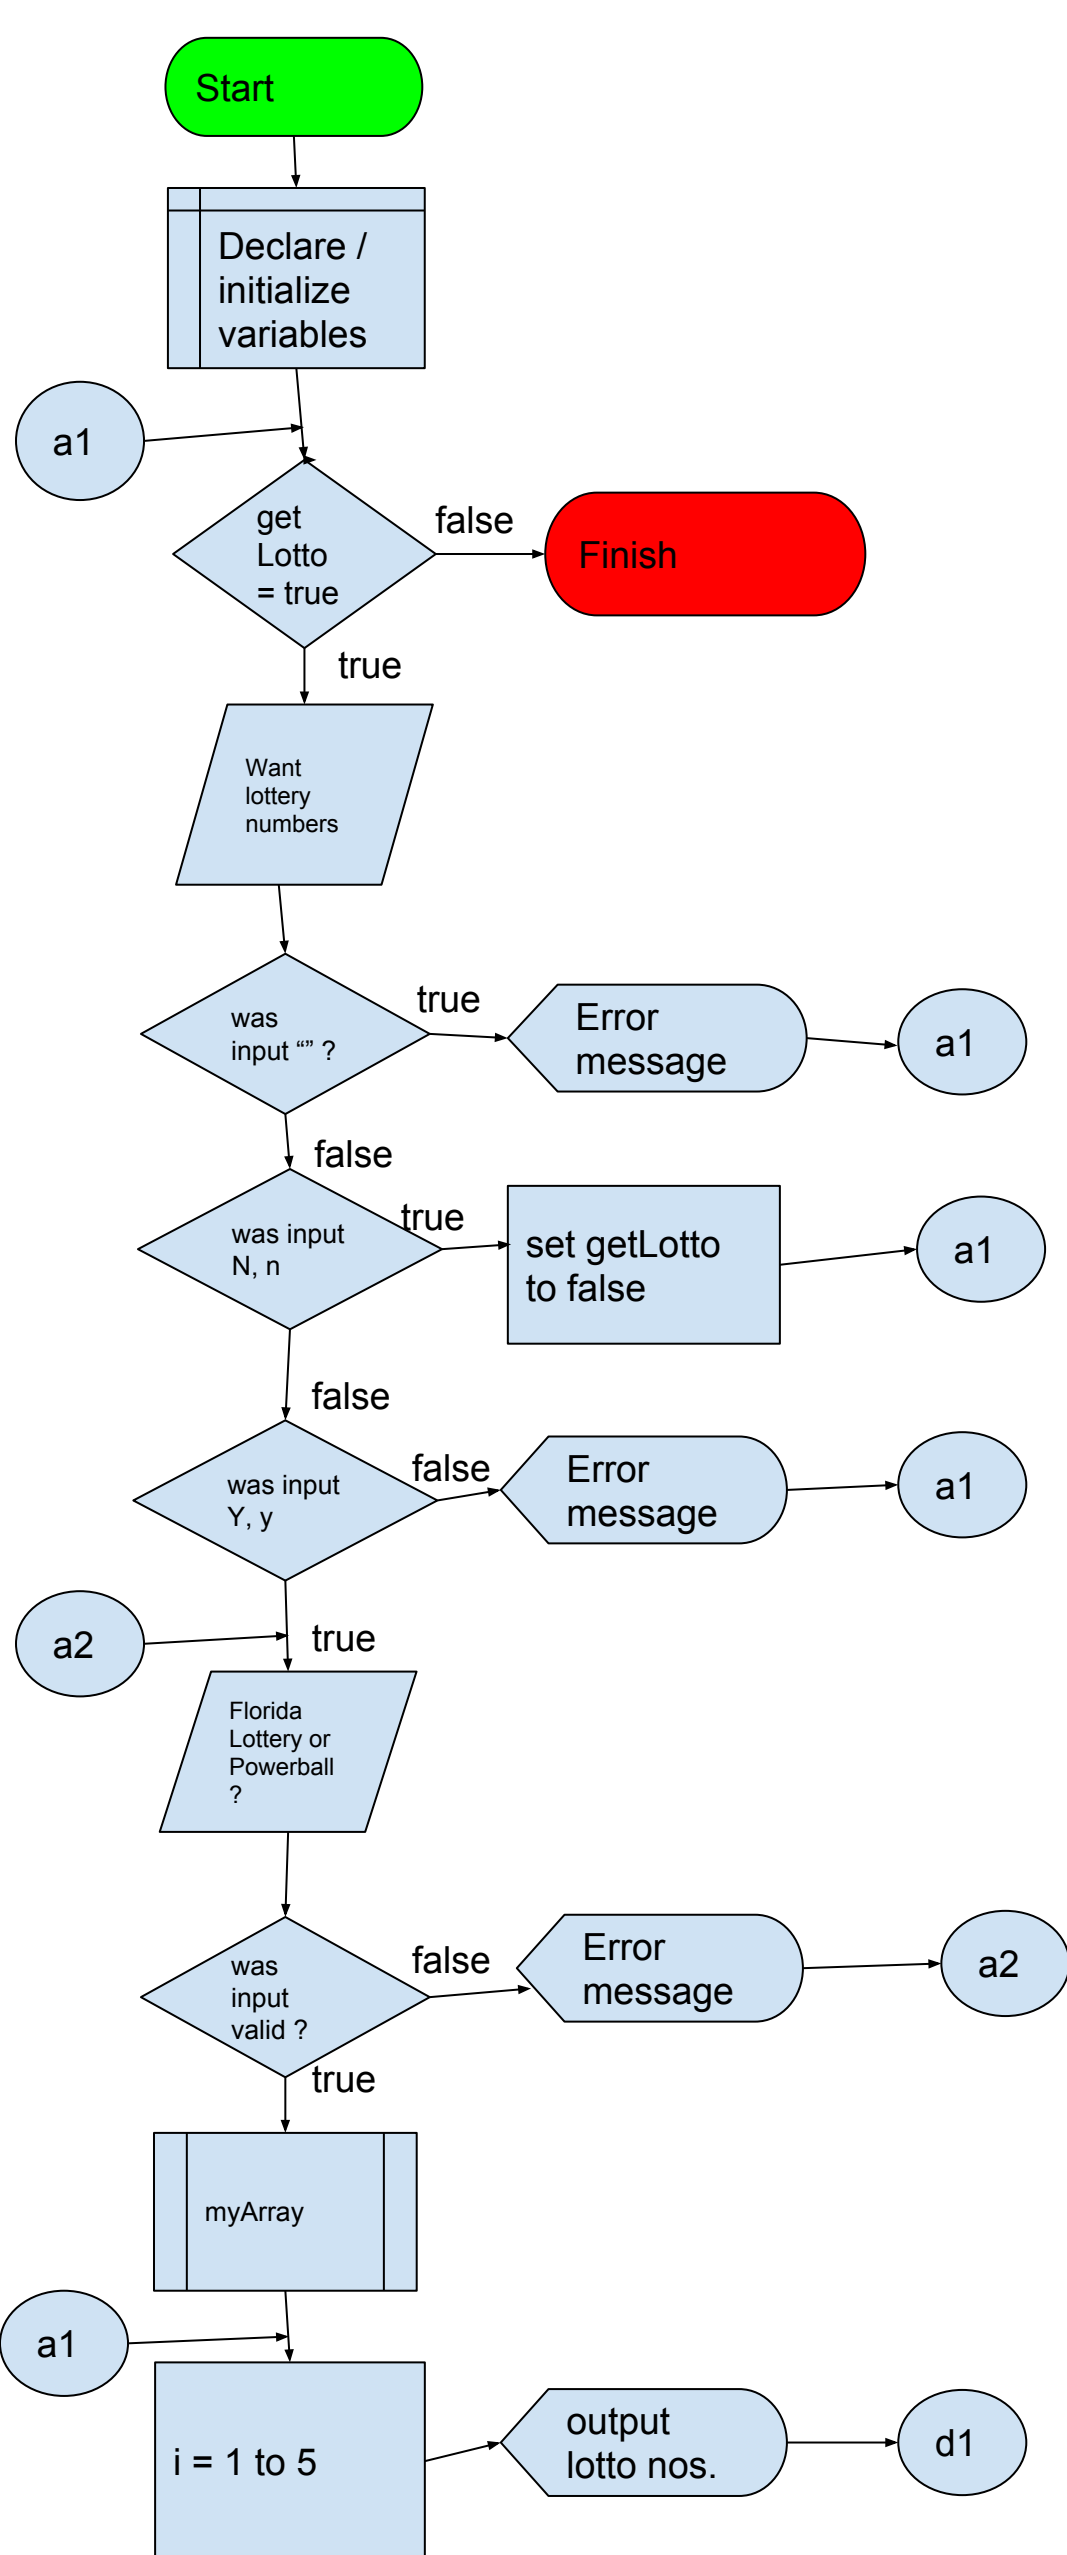 Start
Declare /
initialize
variables
a1
get
Lotto
= true
false
Finish
true
Want
lottery
numbers
was
input “” ?
true
Error
message
a1
false
was input
N, n
true
set getLotto
to false
a1
false
was input
Y, y
false
Error
message
a1
a2
true
Florida
Lottery or
Powerball
?
was
input
valid ?
false
Error
message
a2
true
myArray
a1
i = 1 to 5
output
lotto nos.
d1